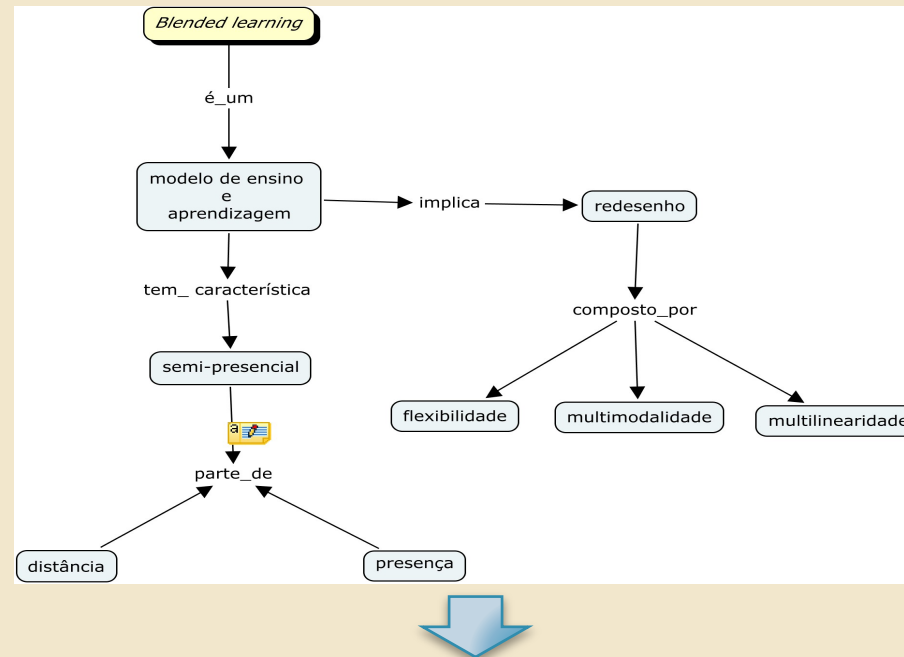 Blended learning
é_um
modelo de ensino
e
aprendizagem
implica
redesenho
tem_ característica
composto_por
semi-presencial
flexibilidade
multimodalidade
multilinearidade
a
parte_de
distância
presença